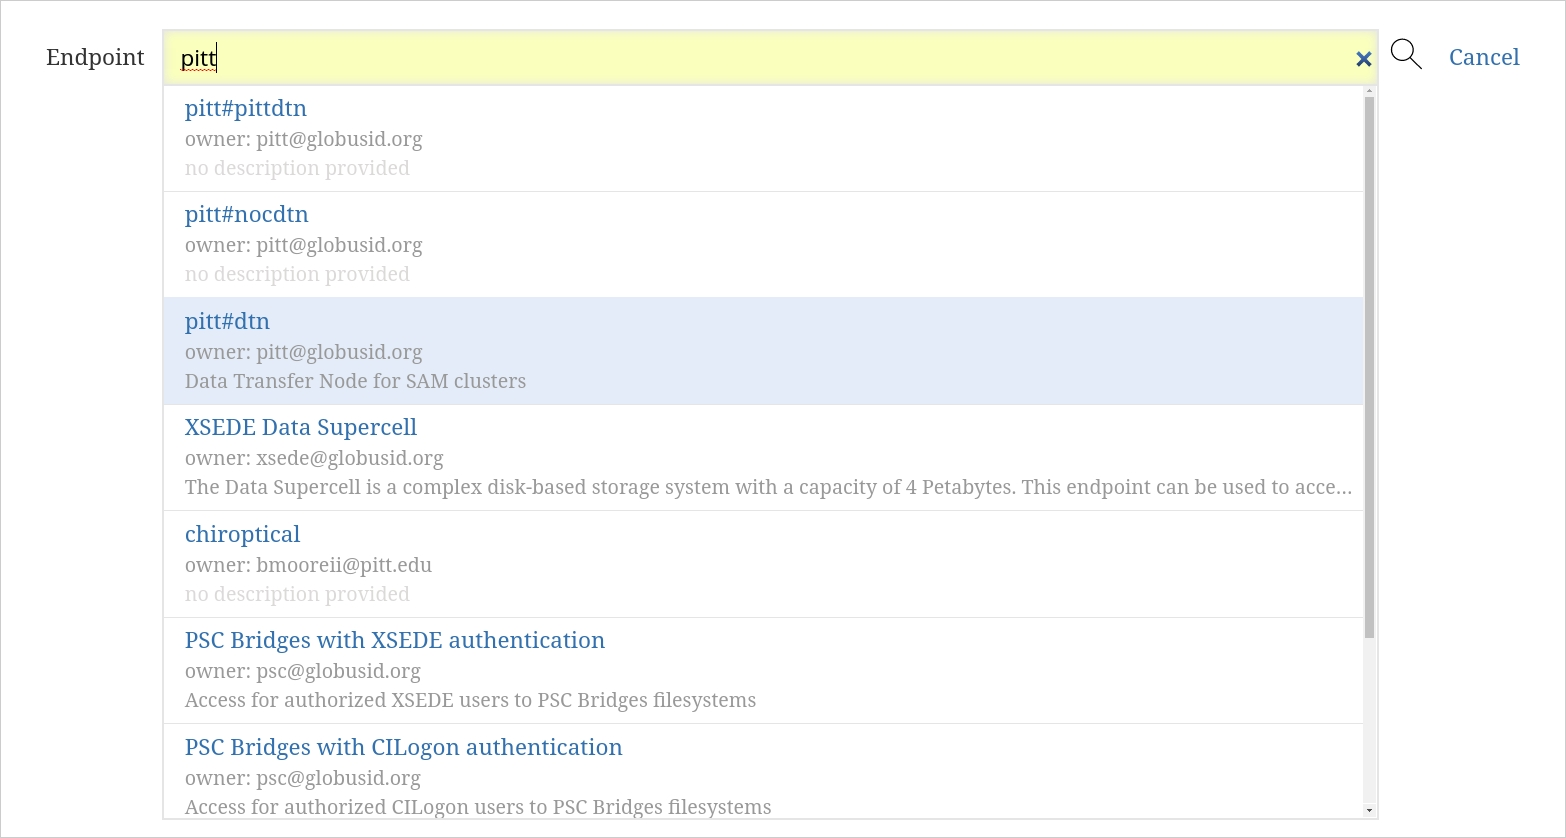 Endpoint pitt Cancel
pitt#pittdtn
owner: pitt@globusid.org
no description provided
pitt#nocdtn
owner: pitt@globusid.org
no description provided
pitt#dtn
owner: pitt@globusid.org
Data Transfer Node for SAM clusters
XSEDE Data Supercell
owner: xsede@globusid.org
The Data Supercell is a complex disk-based storage system with a capacity of 4 Petabytes. This endpoint can be used to acce...
chiroptical
owner: bmooreii@pitt.edu
no description provided
PSC Bridges with XSEDE authentication
owner: psc@globusid.org
Access for authorized XSEDE users to PSC Bridges filesystems
PSC Bridges with CILogon authentication
owner: psc@globusid.org
Access for authorized CILogon users to PSC Bridges filesystems